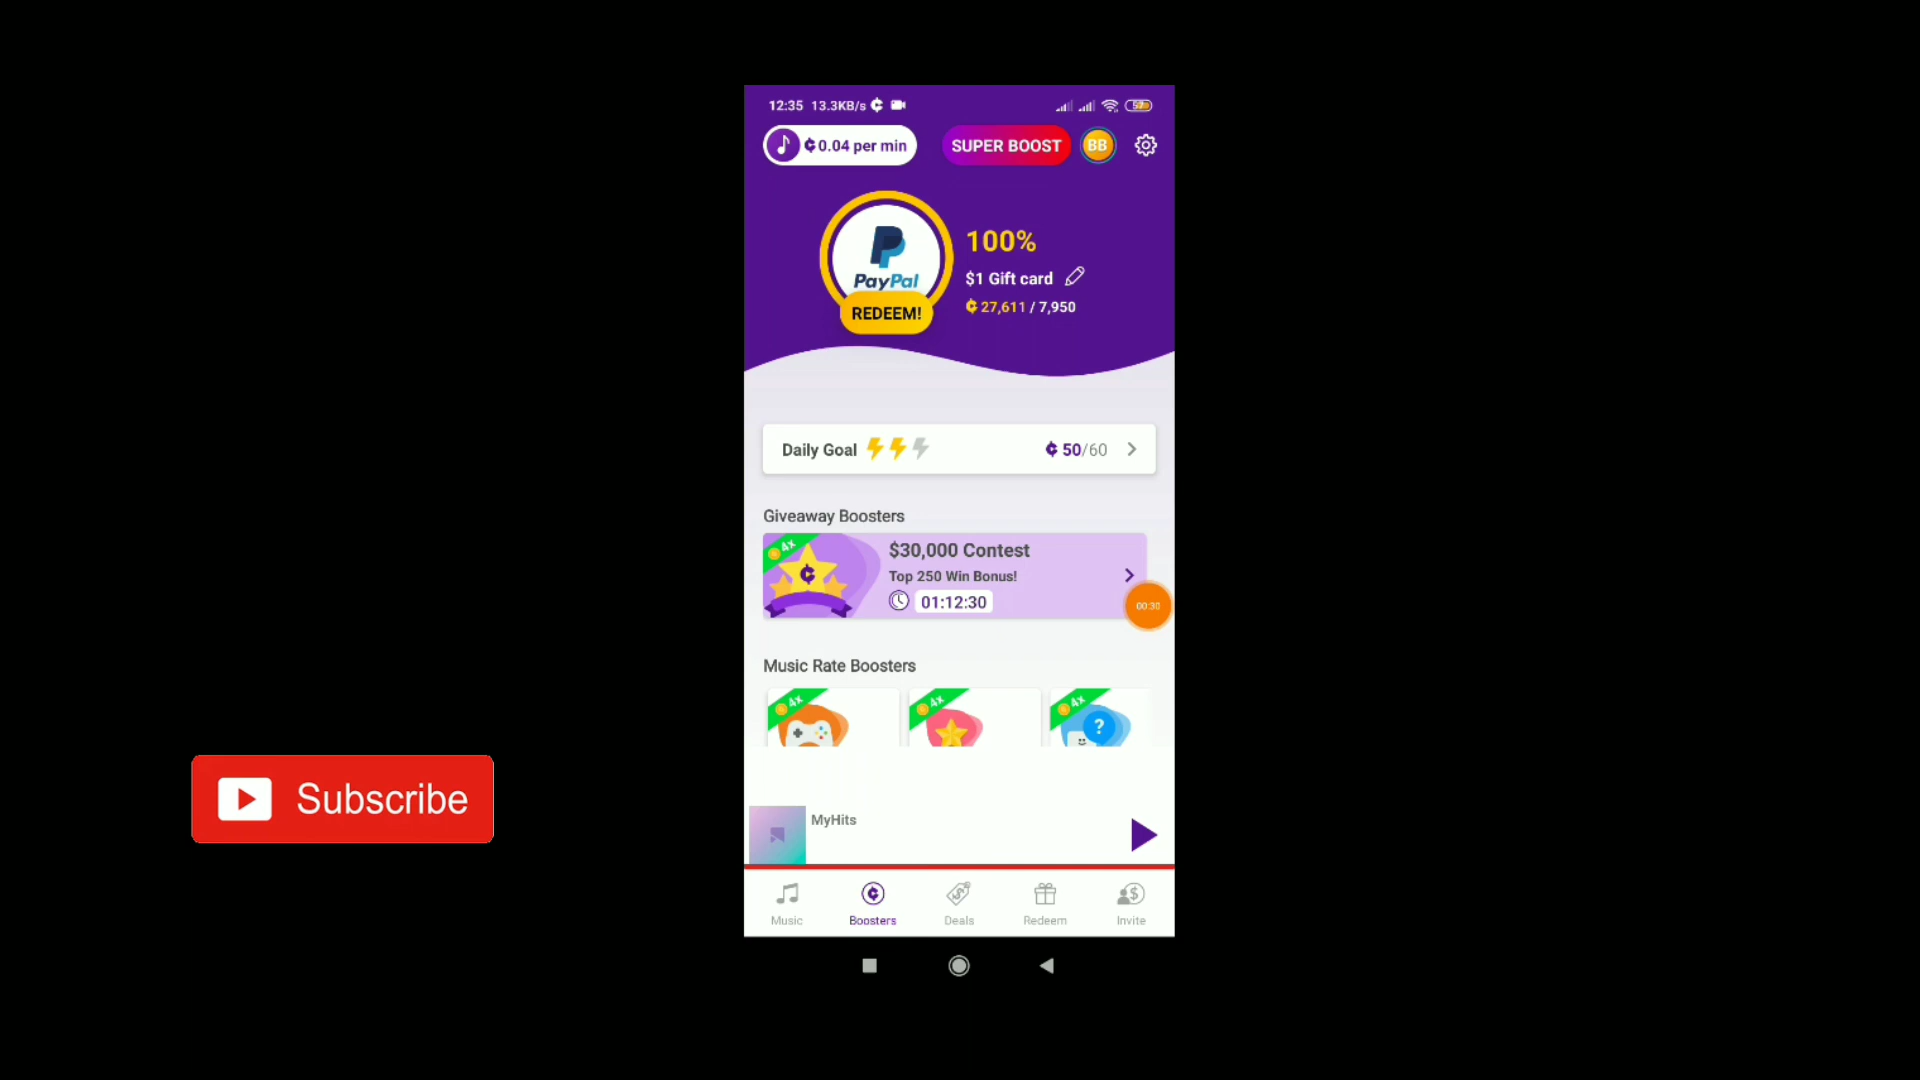 12:35 13.3KB/s
57
¢0.04 per min
SUPER BOOST
BB
PayPal
REDEEM!
100%
$1 Gift card
¢ 27,611 / 7,950
Daily Goal
¢ 50/60
Giveaway Boosters
4x
$30,000 Contest
Top 250 Win Bonus!
01:12:30
00:30
Music Rate Boosters
4x
4x
4x
?
Subscribe
MyHits
Music
Boosters
Deals
Redeem
Invite